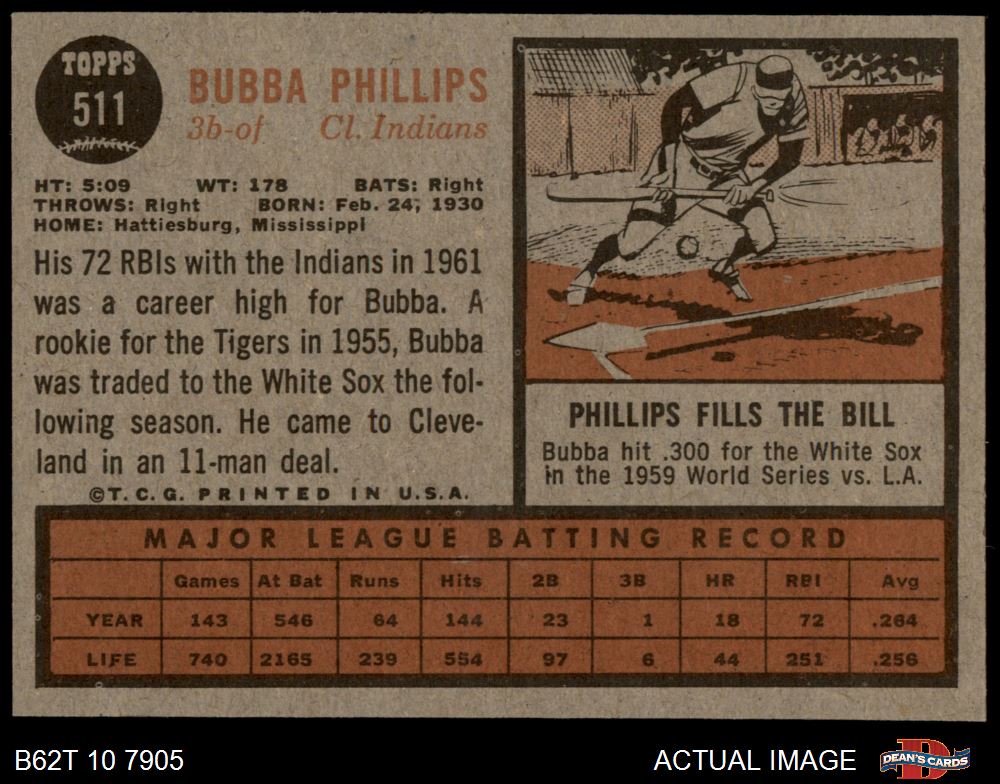 TOPPS
511
BUBBA PHILLIPS
3b-of Cl. Indians
HT: 5:09 WT: 178 BATS: Right
THROWS: Right BORN: Feb. 24, 1930
HOME: Hattiesburg, Mississippi
His 72 RBIs with the Indians in 1961
was a career high for Bubba. A
rookie for the Tigers in 1955, Bubba
was traded to the White Sox the fol-
lowing season. He came to Cleve-
land in an 11-man deal.
©T.C.G. PRINTED IN U.S.A.
PHILLIPS FILLS THE BILL
Bubba hit .300 for the White Sox
in the 1959 World Series vs. L.A.
MAJOR LEAGUE BATTING RECORD
Games At Bat Runs Hits 2B 3B HR RBI Avg
YEAR 143 546 64 144 23 1 18 72 .264
LIFE 740 2165 239 554 97 6 44 251 .256
B62T 10 7905 ACTUAL IMAGE
DEAN'S CARDS